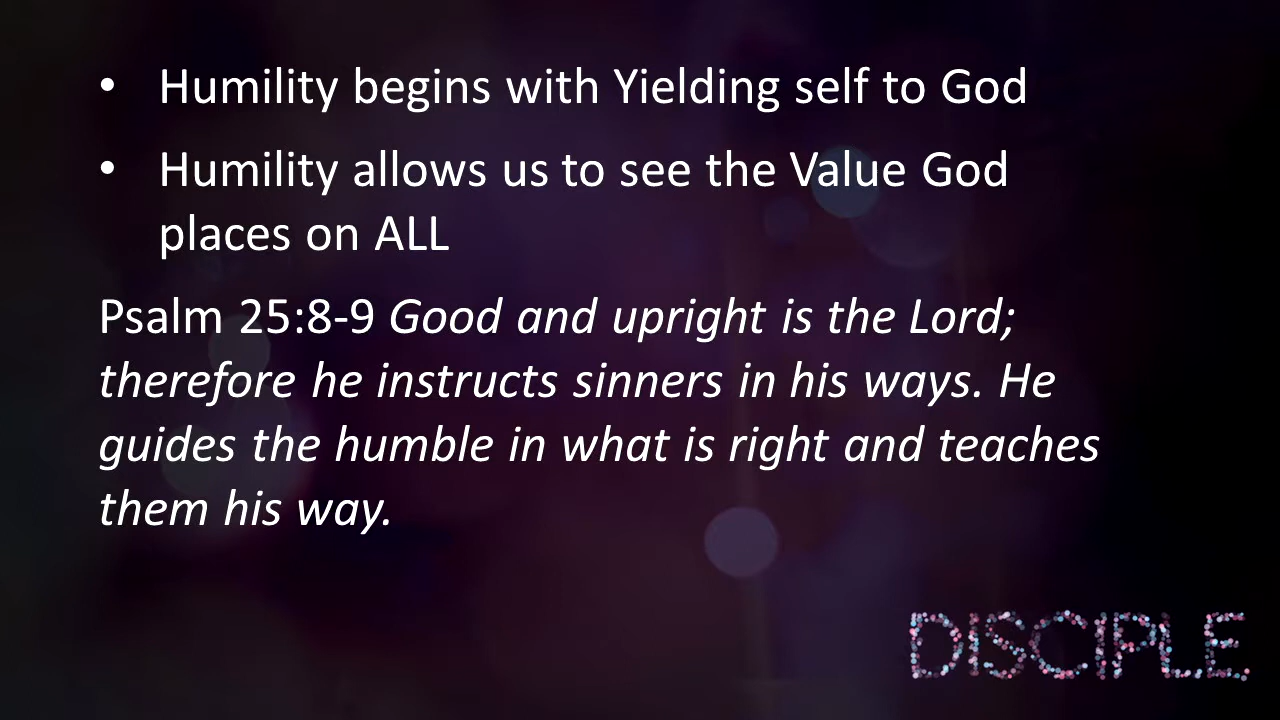 • Humility begins with Yielding self to God
• Humility allows us to see the Value God
places on ALL
Psalm 25:8-9 Good and upright is the Lord;
therefore he instructs sinners in his ways. He
guides the humble in what is right and teaches
them his way.
DISCIPLE